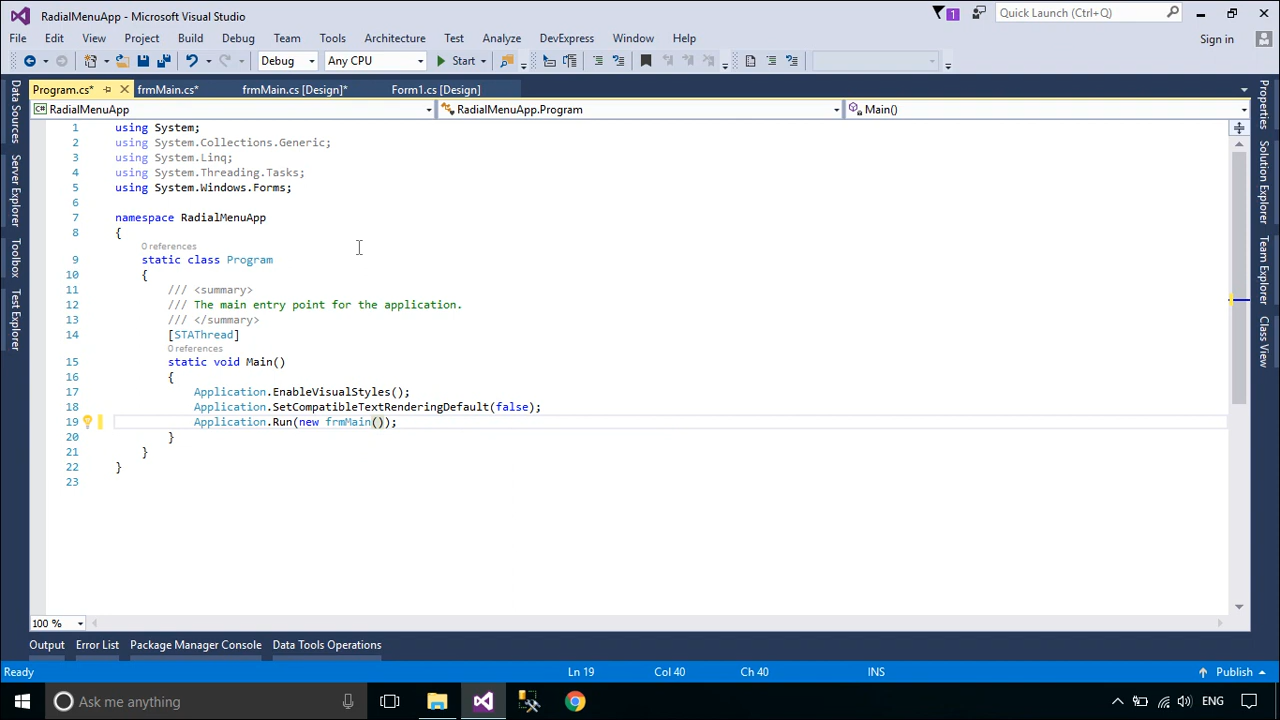 RadialMenuApp - Microsoft Visual Studio
1
Quick Launch (Ctrl+Q)
File Edit View Project Build Debug Team Tools Architecture Test Analyze DevExpress Window Help
Sign in
Debug Any CPU Start
Program.cs* frmMain.cs* frmMain.cs [Design]* Form1.cs [Design]
RadialMenuApp RadialMenuApp.Program Main()
Data Sources
Server Explorer
Toolbox
Test Explorer
1 using System;
2 using System.Collections.Generic;
3 using System.Linq;
4 using System.Threading.Tasks;
5 using System.Windows.Forms;
6
7 namespace RadialMenuApp
8 {
0 references
9 static class Program
10 {
11 /// <summary>
12 /// The main entry point for the application.
13 /// </summary>
14 [STAThread]
0 references
15 static void Main()
16 {
17 Application.EnableVisualStyles();
18 Application.SetCompatibleTextRenderingDefault(false);
19 Application.Run(new frmMain());
20 }
21 }
22 }
23
Properties
Solution Explorer
Team Explorer
Class View
100 %
Output Error List Package Manager Console Data Tools Operations
Ready Ln 19 Col 40 Ch 40 INS Publish
Ask me anything
ENG